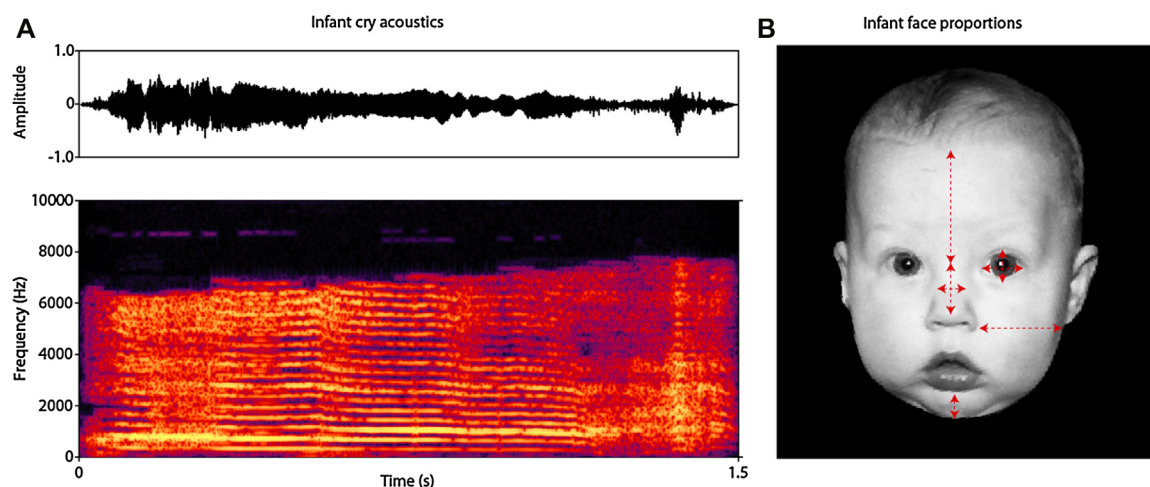 A
Infant cry acoustics
1.0
0
-1.0
Amplitude
10000
8000
6000
4000
2000
0
Frequency (Hz)
0
1.5
Time (s)
B
Infant face proportions